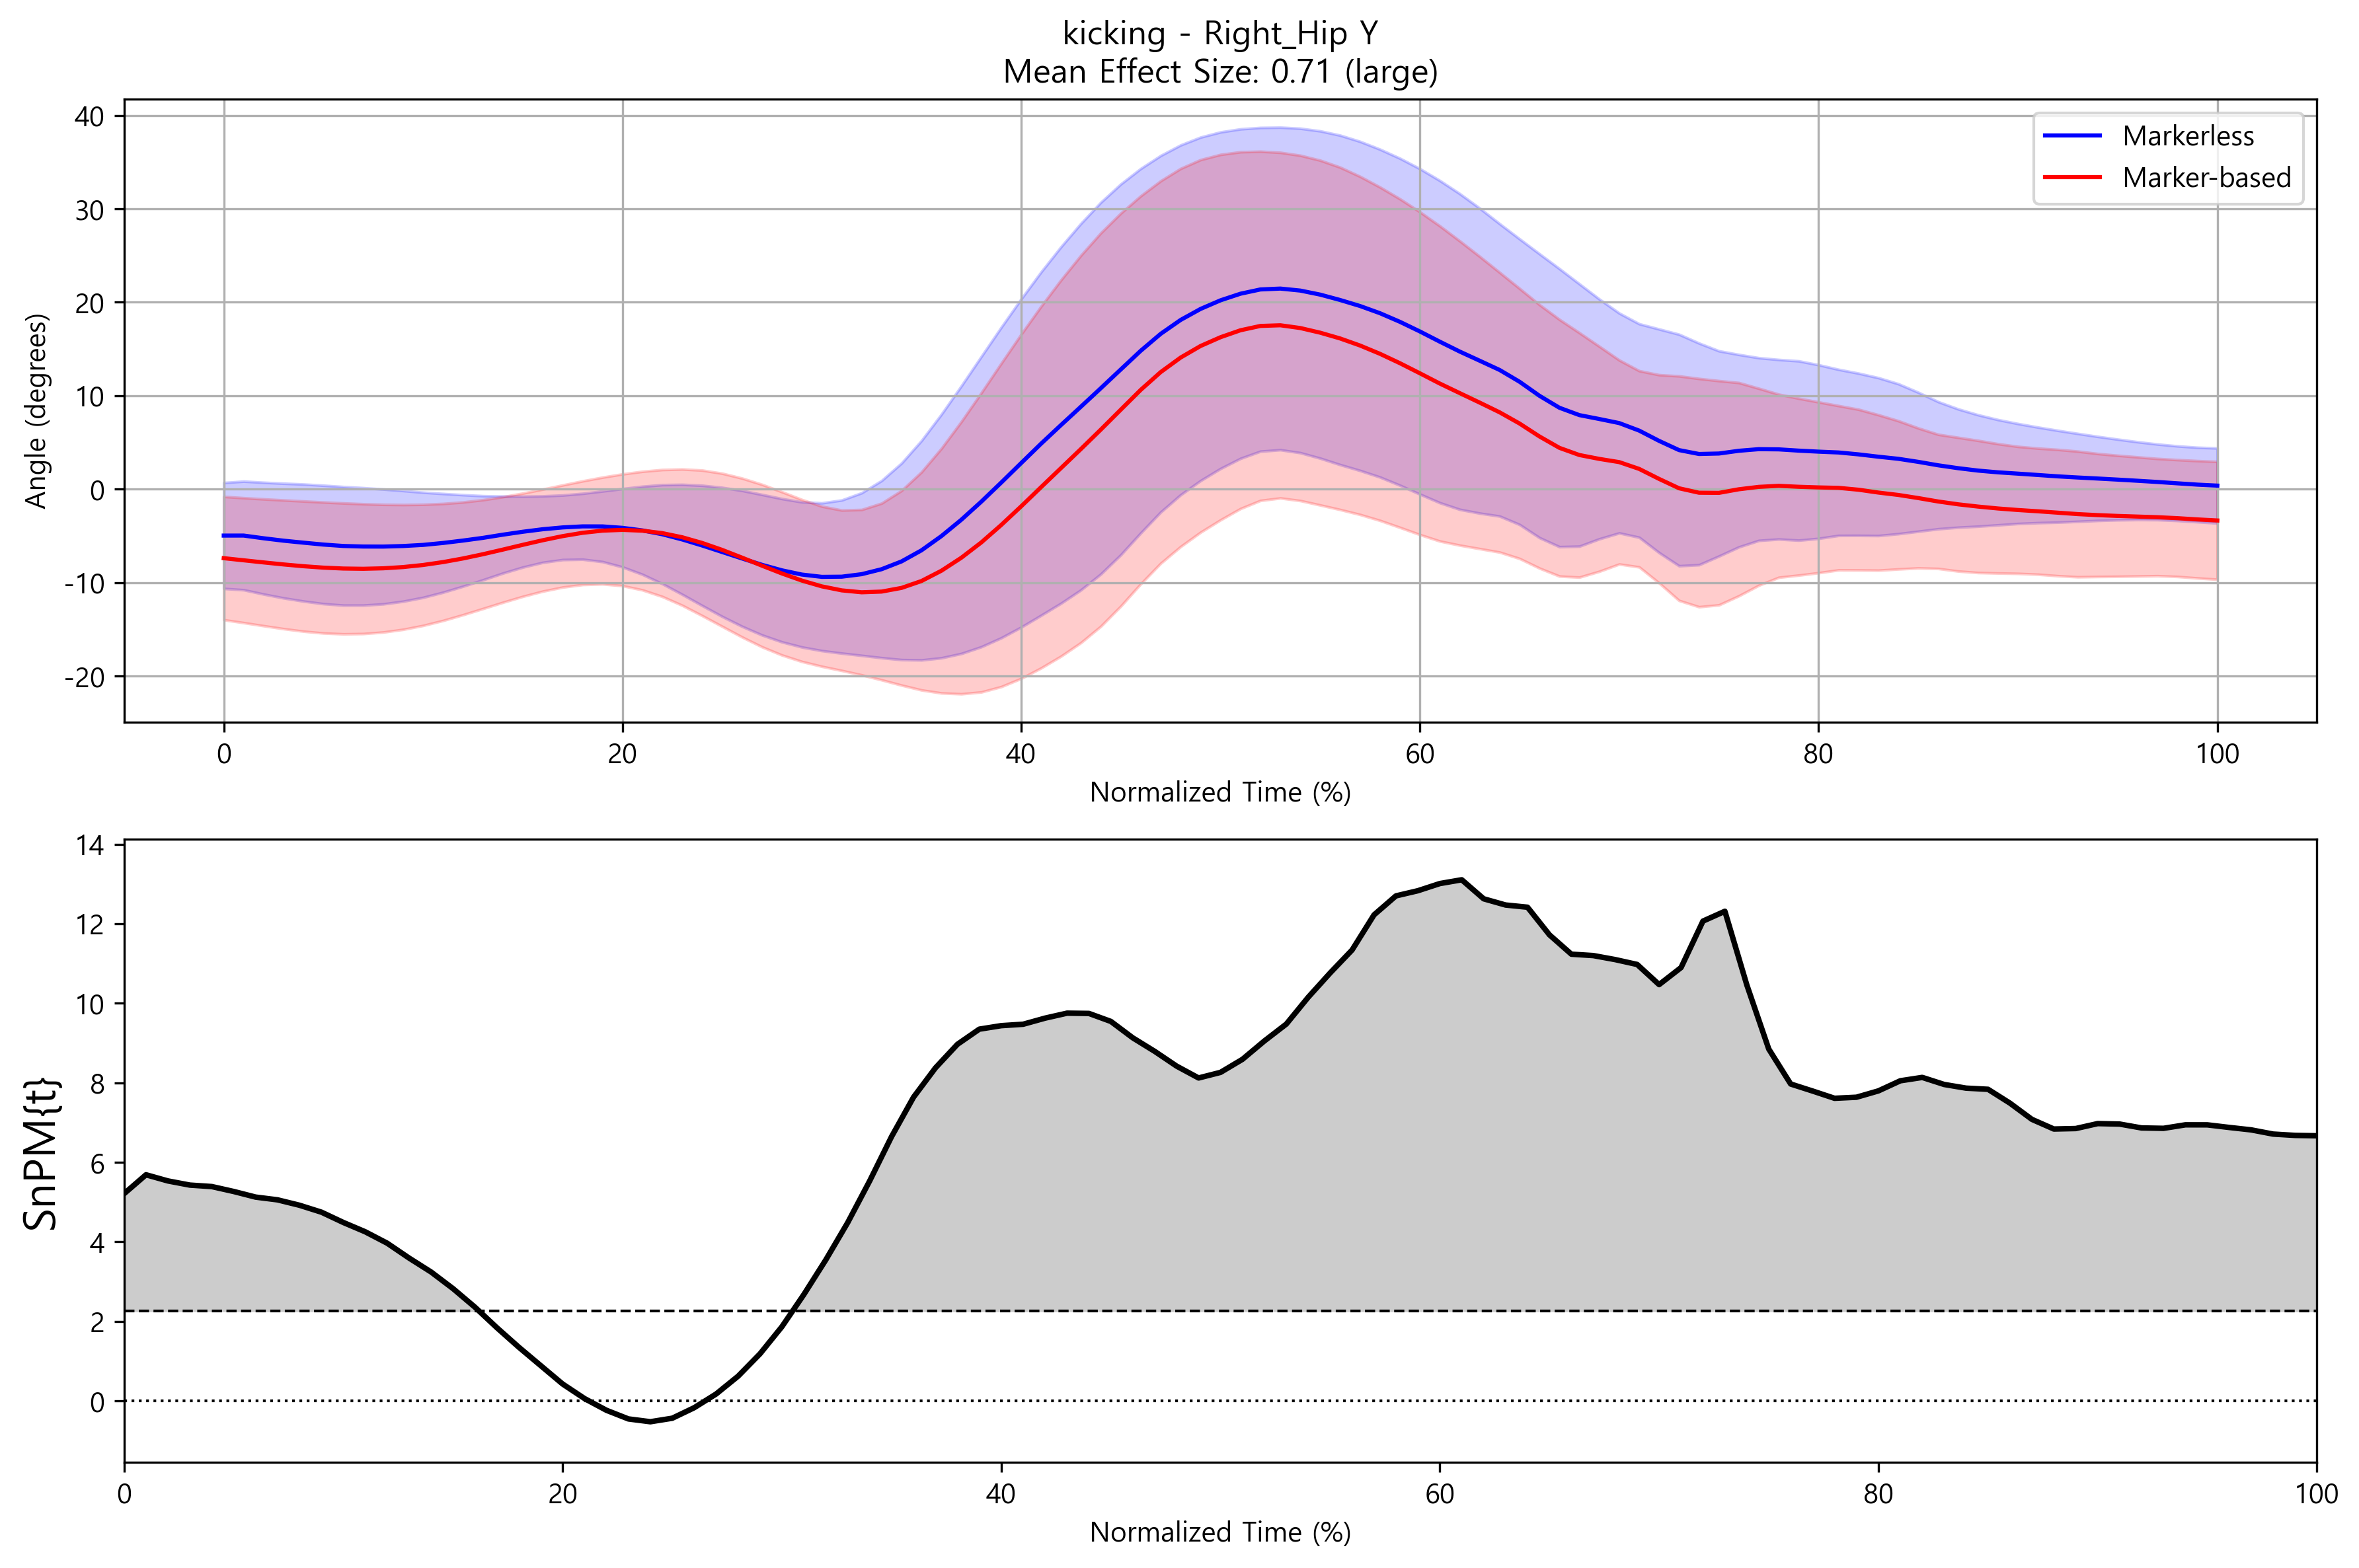 kicking - Right_Hip Y
Mean Effect Size: 0.71 (large)
40
30
20
10
0
-10
-20
Angle (degrees)
Markerless
Marker-based
0 20 40 60 80 100
Normalized Time (%)
14
12
10
8
6
4
2
0
SnPM{t}
0 20 40 60 80 100
Normalized Time (%)